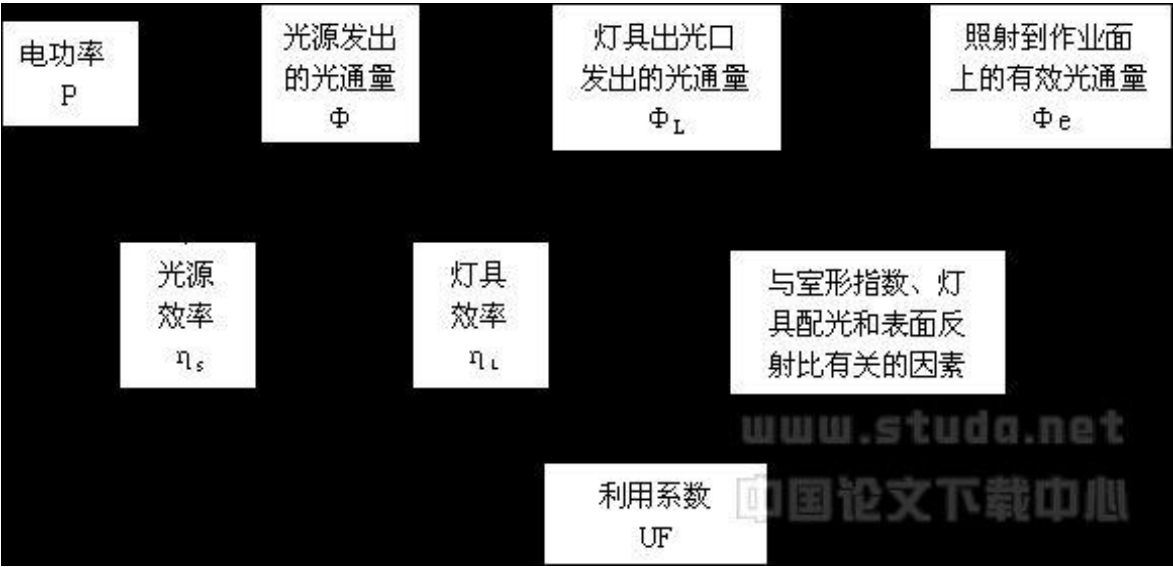 电功率
P
光源发出
的光通量
Φ
灯具出光口
发出的光通量
ΦL
照射到作业面
上的有效光通量
Φe
光源
效率
ηs
灯具
效率
ηL
与室形指数、灯
具配光和表面反
射比有关的因素
www.studa.net
中国论文下载中心
利用系数
UF